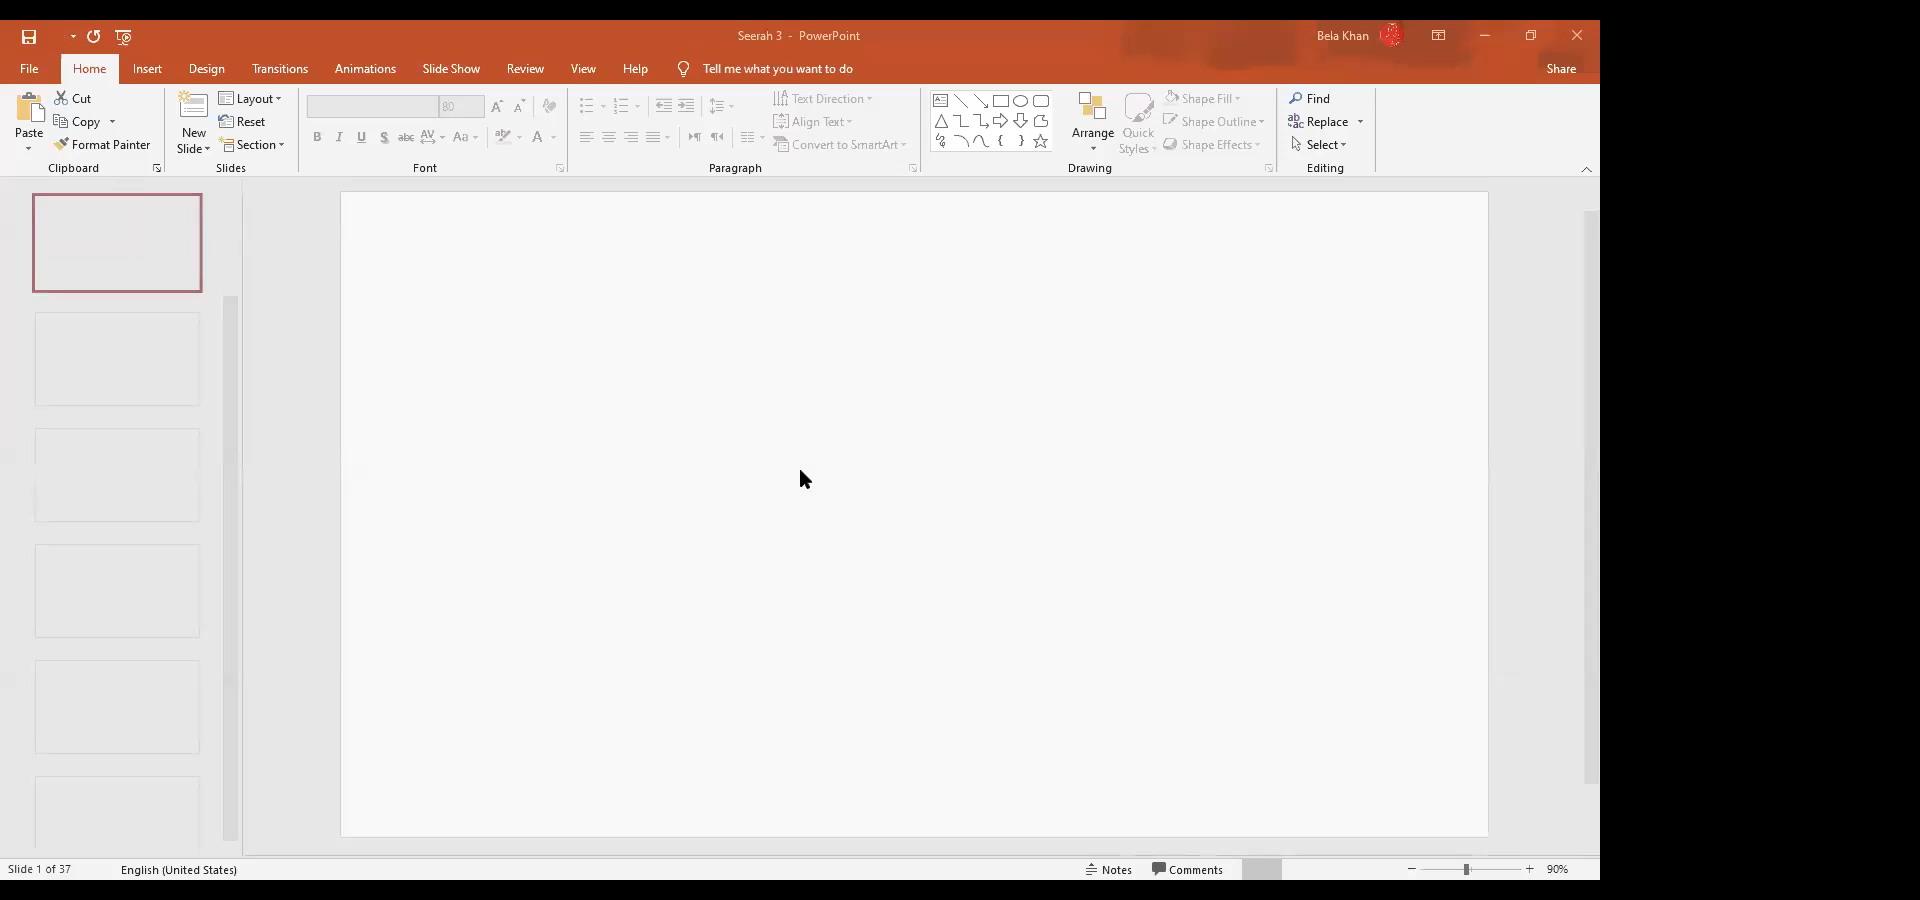 Seerah 3 - PowerPoint
Bela Khan
File Home Insert Design Transitions Animations Slide Show Review View Help Tell me what you want to do Share
Paste
Cut
Copy
Format Painter
Clipboard
New Slide
Layout
Reset
Section
Slides
80
B I U S abc AV Aa A
Font
Text Direction
Align Text
Convert to SmartArt
Paragraph
Arrange
Quick Styles
Shape Fill
Shape Outline
Shape Effects
Drawing
Find
Replace
Select
Editing
Slide 1 of 37 English (United States) Notes Comments 90%